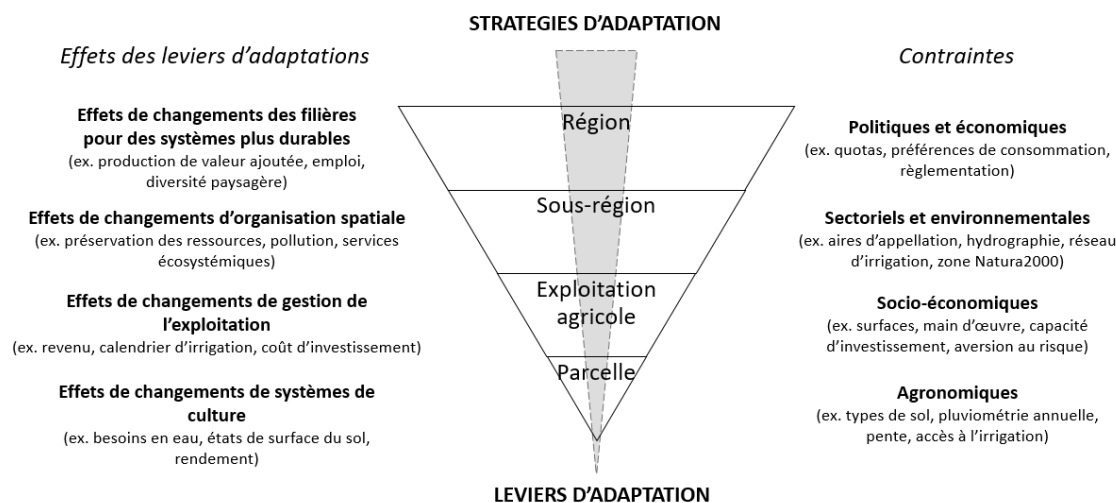 STRATEGIES D’ADAPTATION
Effets des leviers d’adaptations
Contraintes
Effets de changements des filières
pour des systèmes plus durables
(ex. production de valeur ajoutée, emploi,
diversité paysagère)
Région
Politiques et économiques
(ex. quotas, préférences de consommation,
règlementation)
Effets de changements d’organisation spatiale
(ex. préservation des ressources, pollution, services
écosystémiques)
Sous-région
Sectoriels et environnementales
(ex. aires d’appellation, hydrographie, réseau
d’irrigation, zone Natura2000)
Effets de changements de gestion de
l’exploitation
(ex. revenu, calendrier d’irrigation, coût d’investissement)
Exploitation
agricole
Socio-économiques
(ex. surfaces, main d’œuvre, capacité
d’investissement, aversion au risque)
Effets de changements de systèmes de
culture
(ex. besoins en eau, états de surface du sol,
rendement)
Parcelle
Agronomiques
(ex. types de sol, pluviométrie annuelle,
pente, accès à l’irrigation)
LEVIERS D’ADAPTATION